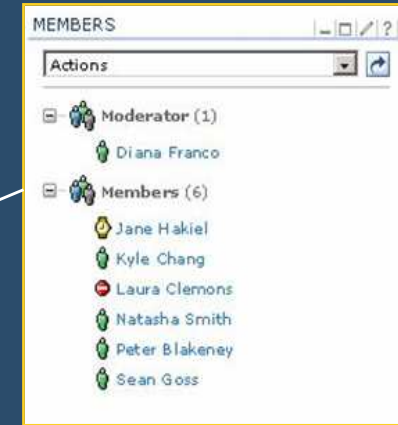 MEMBERS ?
Actions
Moderator (1)
Diana Franco
Members (6)
Jane Hakiel
Kyle Chang
Laura Clemons
Natasha Smith
Peter Blakeney
Sean Goss